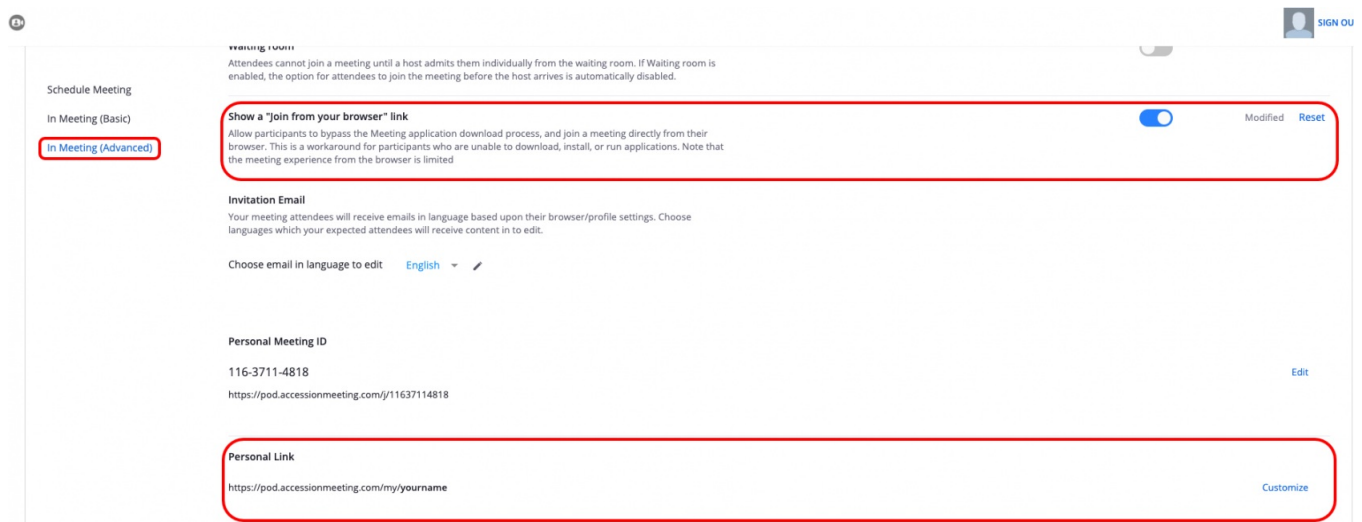 SIGN OU
Waiting room
Attendees cannot join a meeting until a host admits them individually from the waiting room. If Waiting room is
enabled, the option for attendees to join the meeting before the host arrives is automatically disabled.
Schedule Meeting
In Meeting (Basic)
In Meeting (Advanced)
Show a "Join from your browser" link
Modified Reset
Allow participants to bypass the Meeting application download process, and join a meeting directly from their
browser. This is a workaround for participants who are unable to download, install, or run applications. Note that
the meeting experience from the browser is limited
Invitation Email
Your meeting attendees will receive emails in language based upon their browser/profile settings. Choose
languages which your expected attendees will receive content in to edit.
Choose email in language to edit English
Personal Meeting ID
116-3711-4818
Edit
https://pod.accessionmeeting.com/j/11637114818
Personal Link
https://pod.accessionmeeting.com/my/yourname
Customize